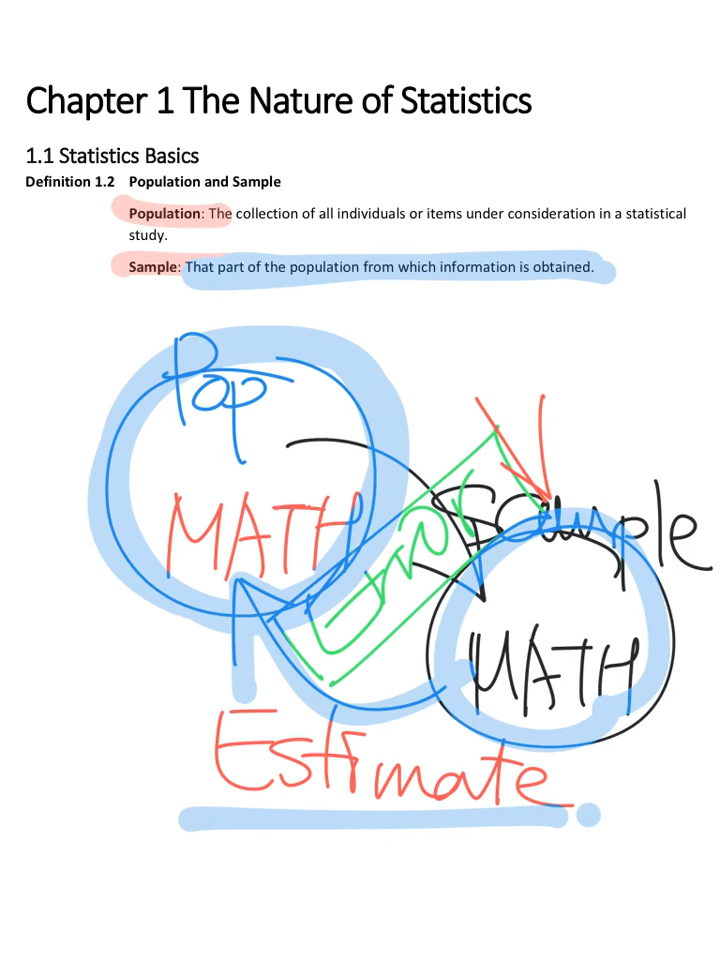 Chapter 1 The Nature of Statistics
1.1 Statistics Basics
Definition 1.2 Population and Sample
Population: The collection of all individuals or items under consideration in a statistical
study.
Sample: That part of the population from which information is obtained.
Pop
Sample
MATH
Error
MATH
Estimate